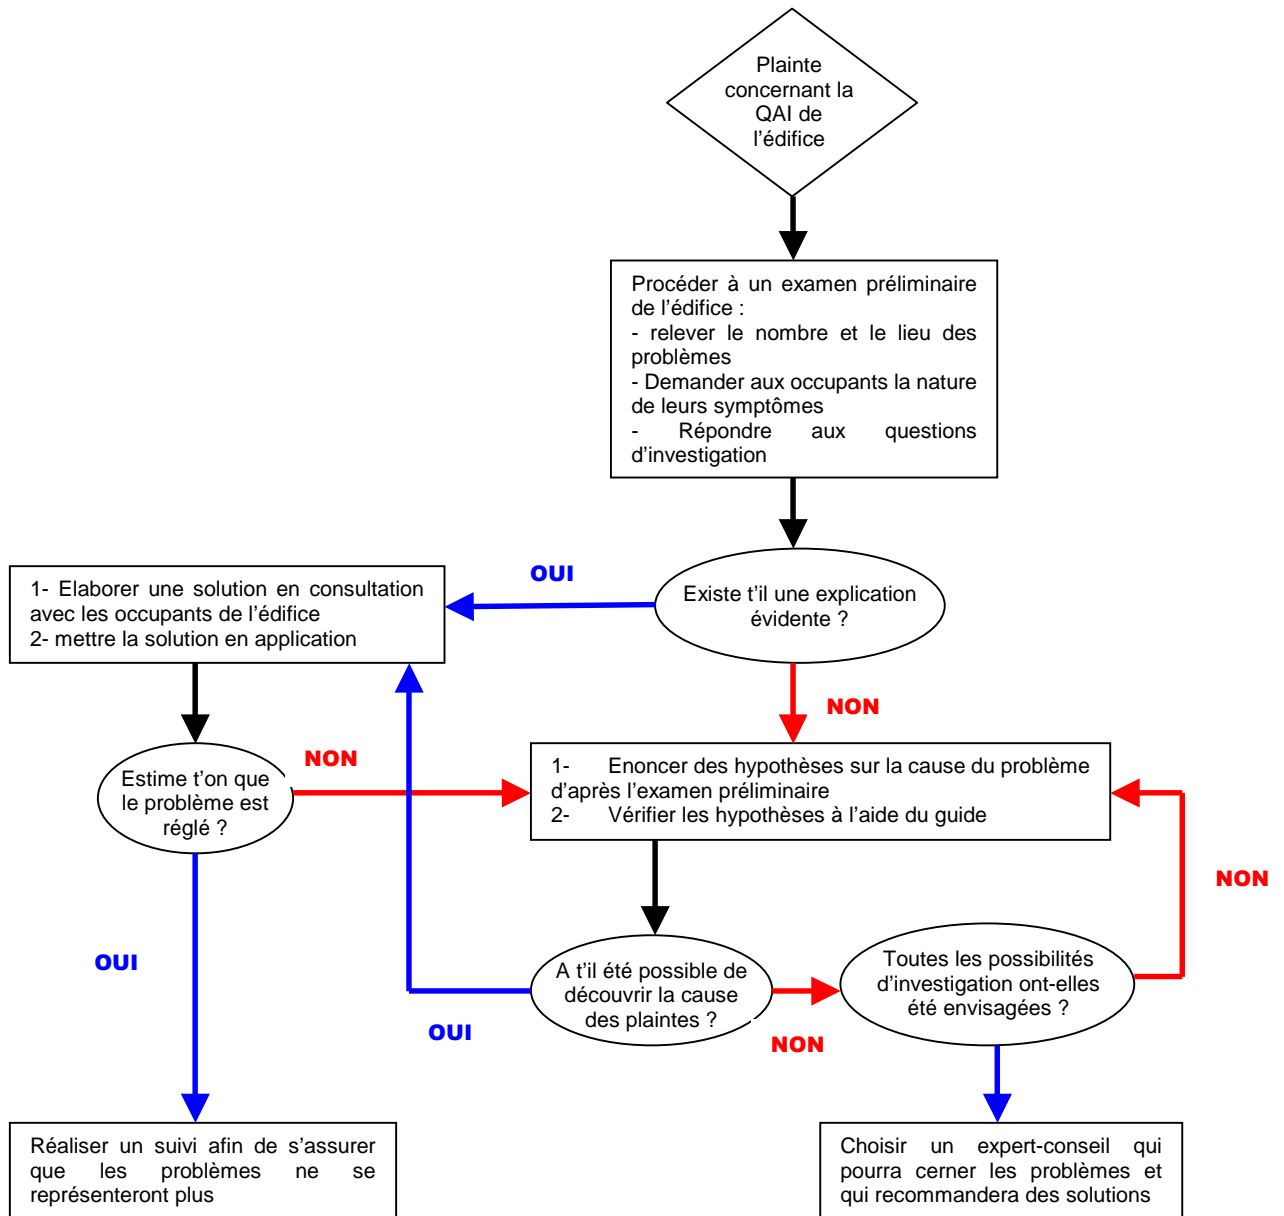 Plainte
concernant la
QAI de
l’édifice
Procéder à un examen préliminaire
de l’édifice :
- relever le nombre et le lieu des
problèmes
- Demander aux occupants la nature
de leurs symptômes
- Répondre aux questions
d’investigation
Existe t’il une explication
évidente ?
OUI
1- Elaborer une solution en consultation
avec les occupants de l’édifice
2- mettre la solution en application
NON
Estime t’on que
le problème est
réglé ?
NON
1- Enoncer des hypothèses sur la cause du problème
d’après l’examen préliminaire
2- Vérifier les hypothèses à l’aide du guide
NON
OUI
A t’il été possible de
découvrir la cause
des plaintes ?
Toutes les possibilités
d’investigation ont-elles
été envisagées ?
OUI
NON
Réaliser un suivi afin de s’assurer
que les problèmes ne se
représenteront plus
Choisir un expert-conseil qui
pourra cerner les problèmes et
qui recommandera des solutions